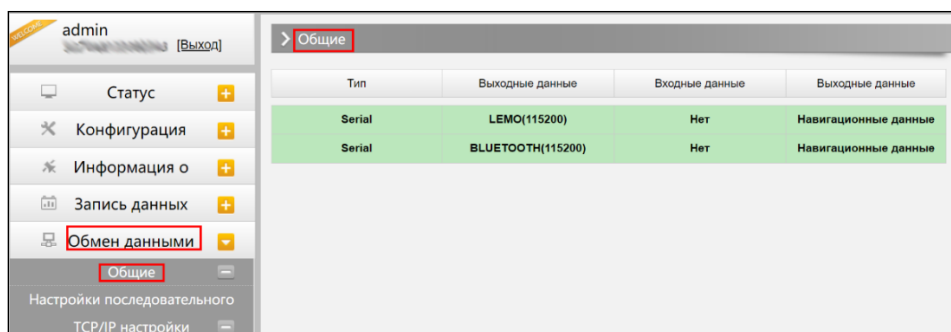 WELCOME
admin
[Выход]
Статус
Конфигурация
Информация о
Запись данных
Обмен данными
Общие
Настройки последовательного
TCP/IP настройки
Общие
Тип Выходные данные Входные данные Выходные данные
Serial LEMO(115200) Нет Навигационные данные
Serial BLUETOOTH(115200) Нет Навигационные данные